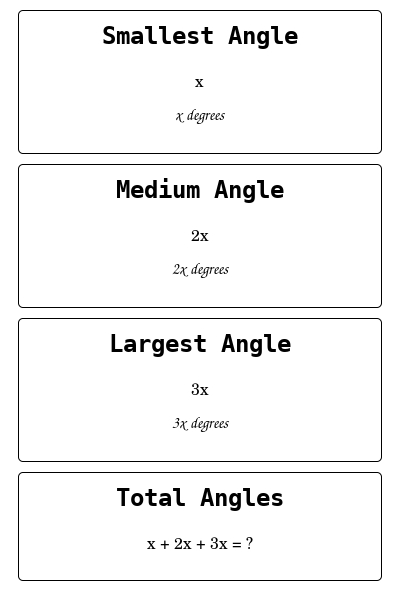 Smallest Angle
x
x degrees
Medium Angle
2x
2x degrees
Largest Angle
3x
3x degrees
Total Angles
x + 2x + 3x = ?